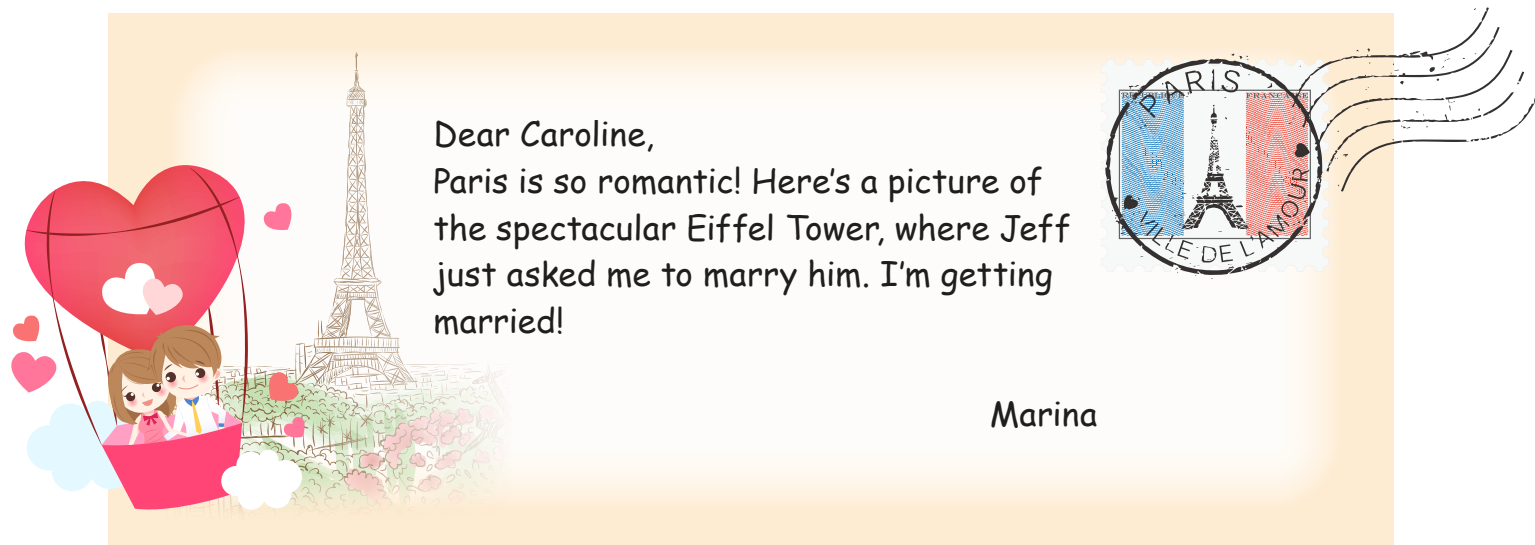 Dear Caroline,
Paris is so romantic! Here’s a picture of
the spectacular Eiffel Tower, where Jeff
just asked me to marry him. I’m getting
married!
Marina
PARIS
FRANCAISE
VILLE DE L'AMOUR